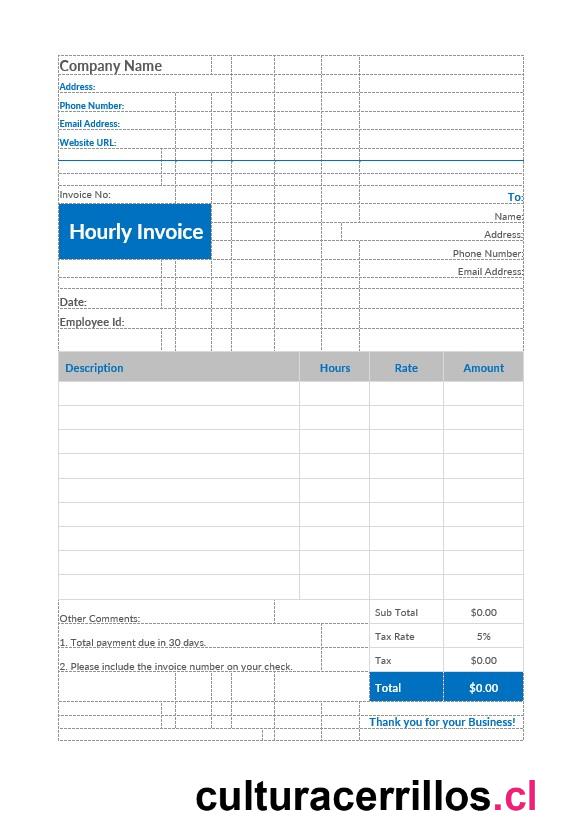 Company Name
Address:
Phone Number:
Email Address:
Website URL:
Invoice No:
To:
Hourly Invoice
Name:
Address:
Phone Number:
Email Address:
Date:
Employee Id:
Description Hours Rate Amount
Other Comments:
Sub Total $0.00
1. Total payment due in 30 days.
Tax Rate 5%
2. Please include the invoice number on your check.
Tax $0.00
Total $0.00
Thank you for your Business!
culturacerrillos.cl